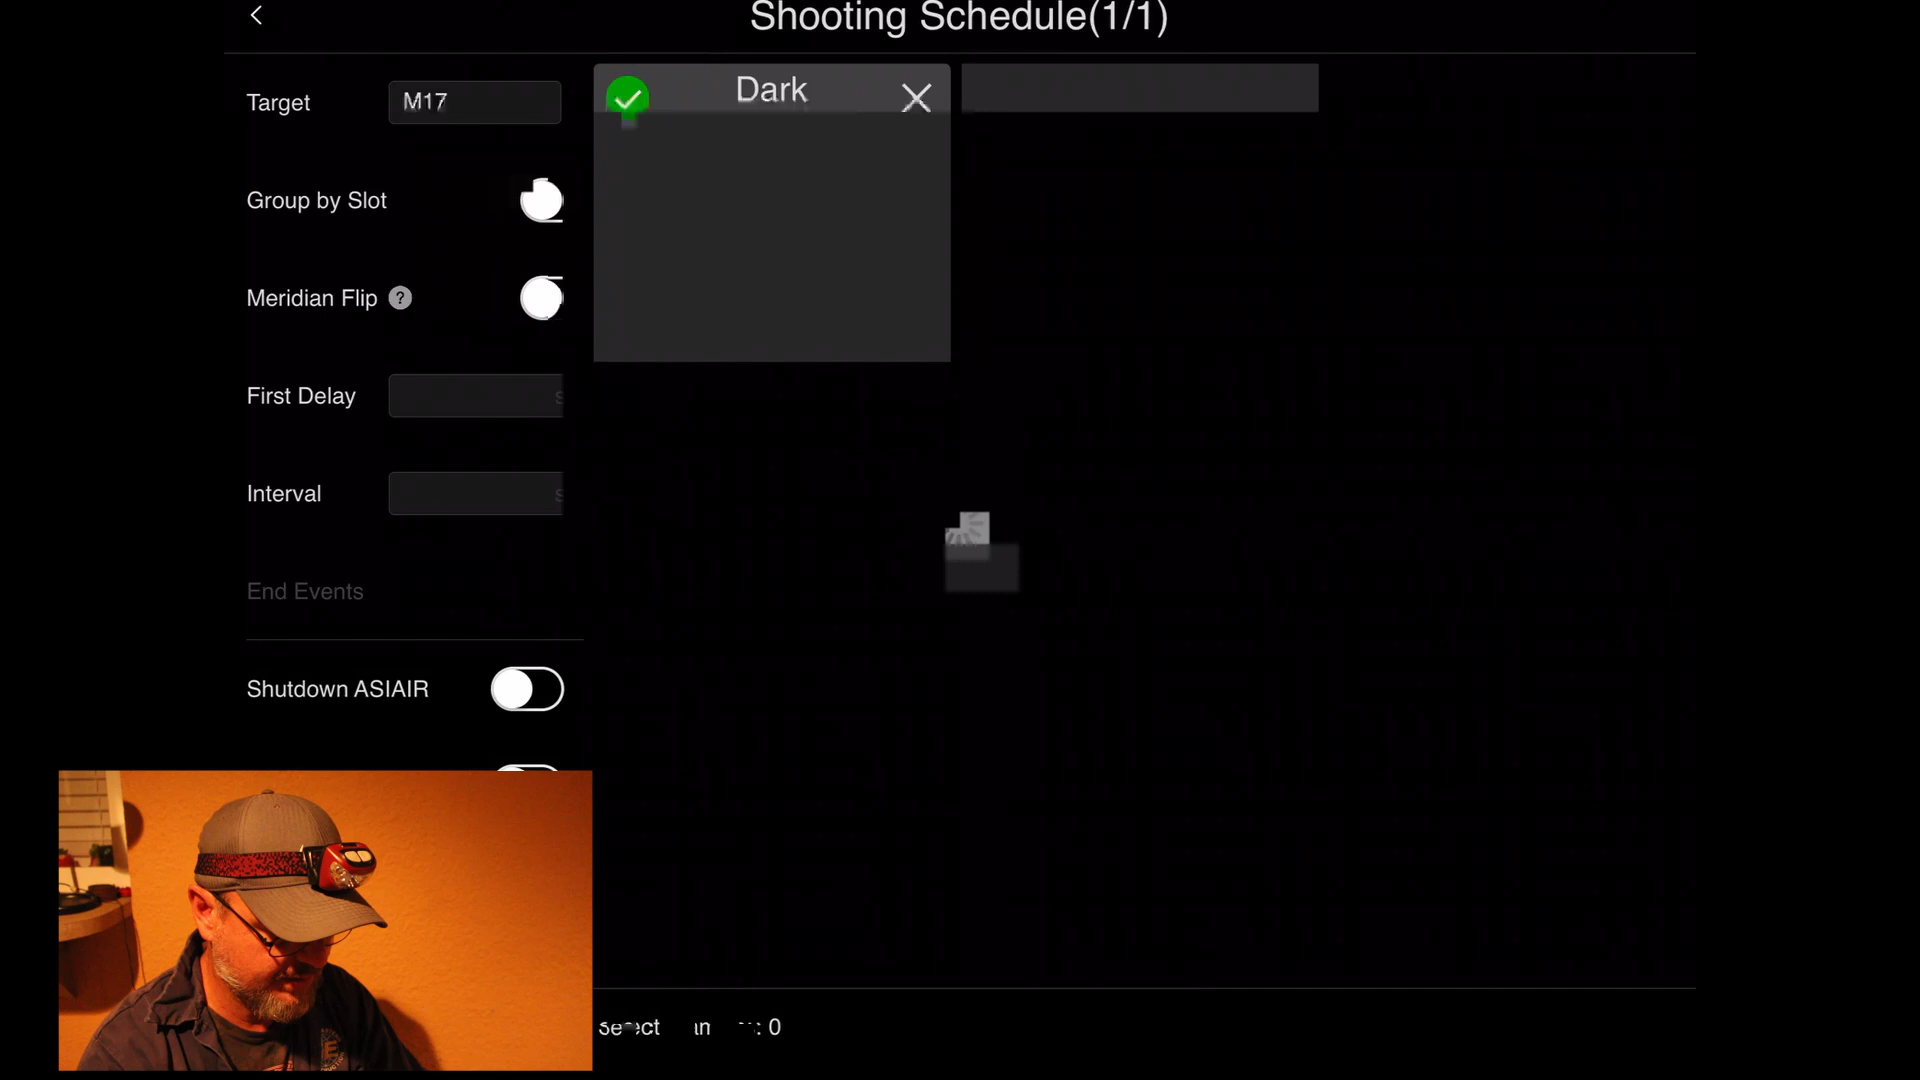 Shooting Schedule(1/1)
Target M17
Dark
Group by Slot
Meridian Flip ?
First Delay s
Interval s
End Events
Shutdown ASIAIR
: 0